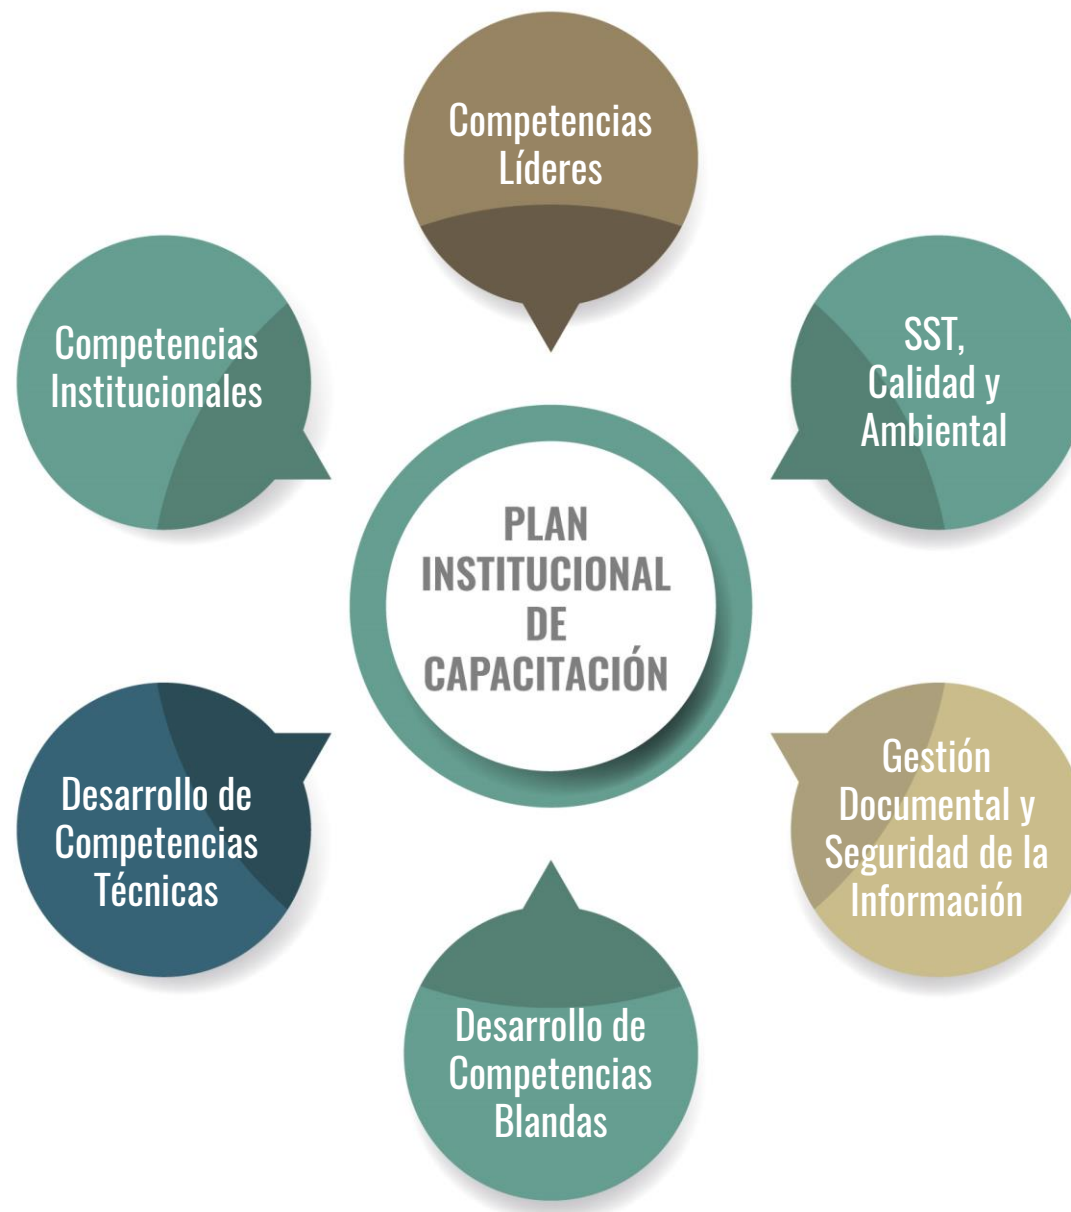 Competencias
Líderes
Competencias
Institucionales
SST,
Calidad y
Ambiental
PLAN
INSTITUCIONAL
DE
CAPACITACIÓN
Desarrollo de
Competencias
Técnicas
Gestión
Documental y
Seguridad de la
Información
Desarrollo de
Competencias
Blandas